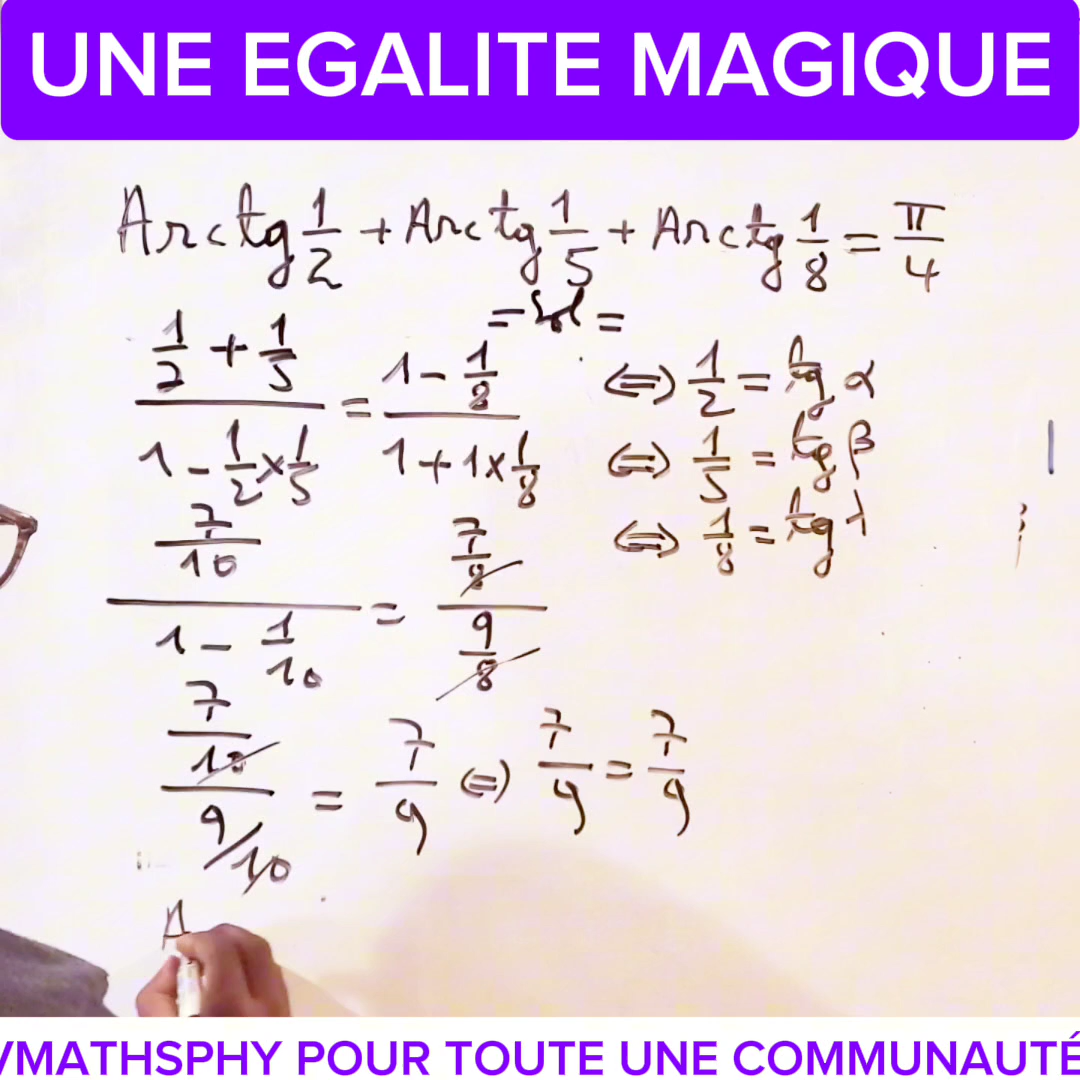 UNE EGALITE MAGIQUE
Arctg 1/2 + Arctg 1/5 + Arctg 1/8 = π/4
= Sol =
(1/2 + 1/5)/(1 - 1/2 × 1/5) = (1 - 1/8)/(1 + 1 × 1/8)
⇔ 1/2 = tg α
⇔ 1/5 = tg β
⇔ 1/8 = tg λ
(7/10)/(1 - 1/10) = (7/8)/(9/8)
(7/10)/(9/10) = 7/9 ⇔ 7/9 = 7/9
A
/MATHSPHY POUR TOUTE UNE COMMUNAUTÉ